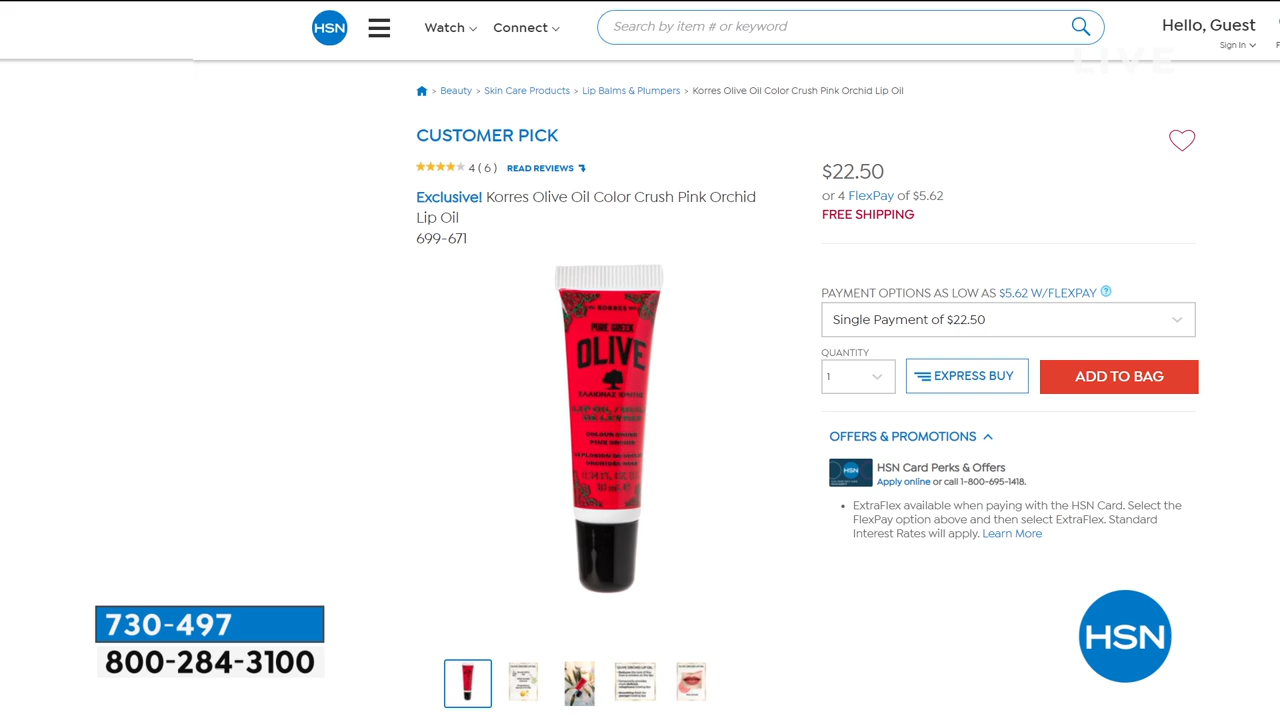 HSN
Watch
Connect
Search by item # or keyword
Hello, Guest
Sign In
LIVE
Beauty > Skin Care Products > Lip Balms & Plumpers > Korres Olive Oil Color Crush Pink Orchid Lip Oil
CUSTOMER PICK
4 ( 6 ) READ REVIEWS
Exclusive! Korres Olive Oil Color Crush Pink Orchid
Lip Oil
699-671
$22.50
or 4 FlexPay of $5.62
FREE SHIPPING
PAYMENT OPTIONS AS LOW AS $5.62 W/FLEXPAY ?
Single Payment of $22.50
QUANTITY
1
EXPRESS BUY
ADD TO BAG
OFFERS & PROMOTIONS
HSN
HSN Card Perks & Offers
Apply online or call 1-800-695-1418.
• ExtraFlex available when paying with the HSN Card. Select the
FlexPay option above and then select ExtraFlex. Standard
Interest Rates will apply. Learn More
KORRES
PURE GREEK
OLIVE
730-497
800-284-3100
HSN